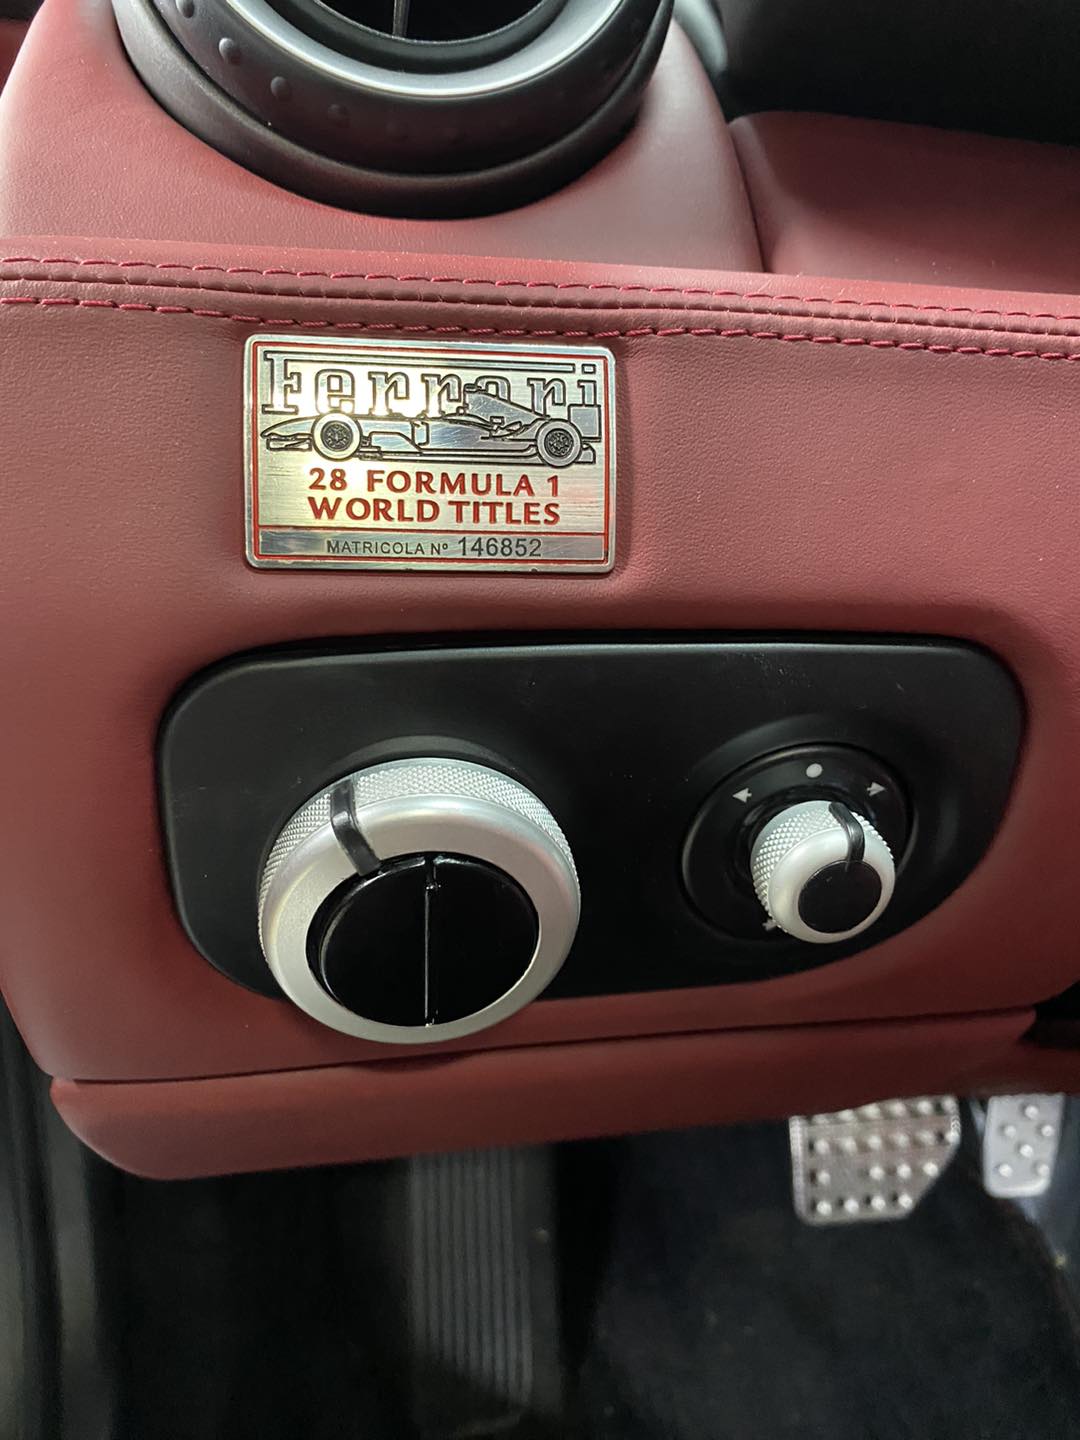 Ferrari
28 FORMULA 1
WORLD TITLES
MATRICOLA Nº 146852